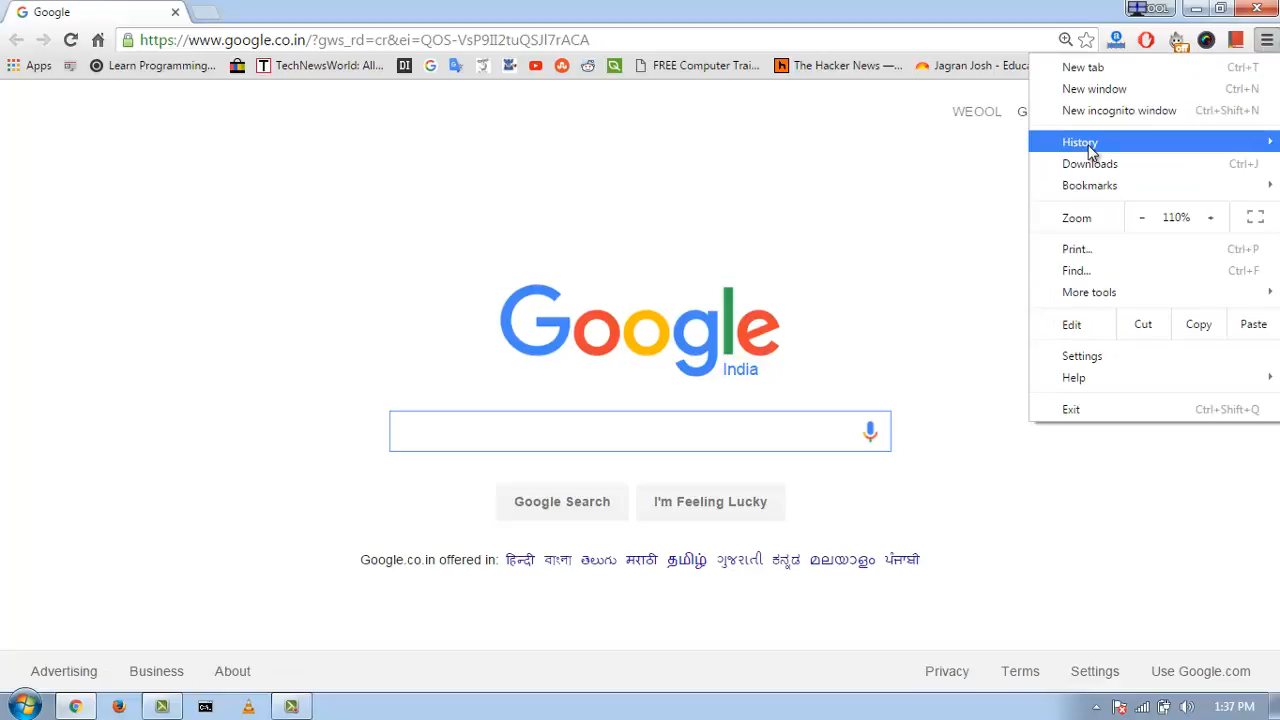 Google
WEOOL
https://www.google.co.in/?gws_rd=cr&ei=QOS-VsP9II2tuQSJl7rACA
Apps
Learn Programming...
TechNewsWorld: All...
DI
FREE Computer Trai...
The Hacker News —...
Jagran Josh - Educa
WEOOL G
New tab Ctrl+T
New window Ctrl+N
New incognito window Ctrl+Shift+N
History
Downloads Ctrl+J
Bookmarks
Zoom - 110% +
Print... Ctrl+P
Find... Ctrl+F
More tools
Edit Cut Copy Paste
Settings
Help
Exit Ctrl+Shift+Q
Google
India
Google Search I'm Feeling Lucky
Google.co.in offered in: हिन्दी বাংলা తెలుగు मराठी தமிழ் ગુજરાતી ಕನ್ನಡ മലയാളം ਪੰਜਾਬੀ
Advertising Business About Privacy Terms Settings Use Google.com
1:37 PM